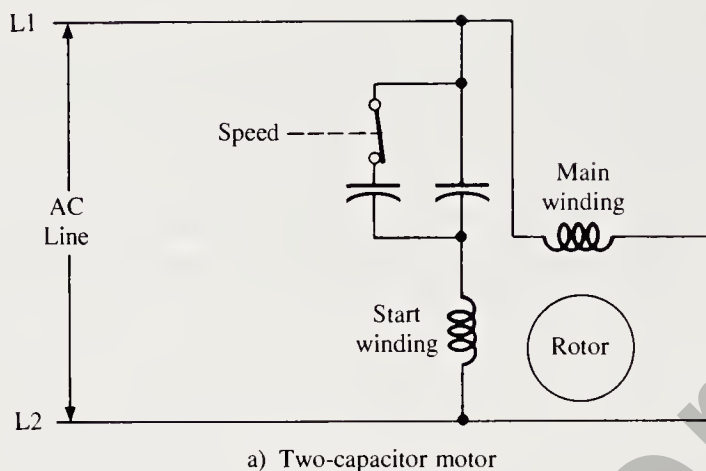 L1
Speed
AC
Line
Main
winding
Start
winding
Rotor
L2
a) Two-capacitor motor